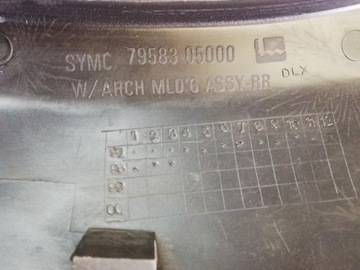 SYMC 79583 05000
W/ARCH MLD'G ASSY-RR DLX
1 2 3 4 5 6 7 8 9 10 11 12